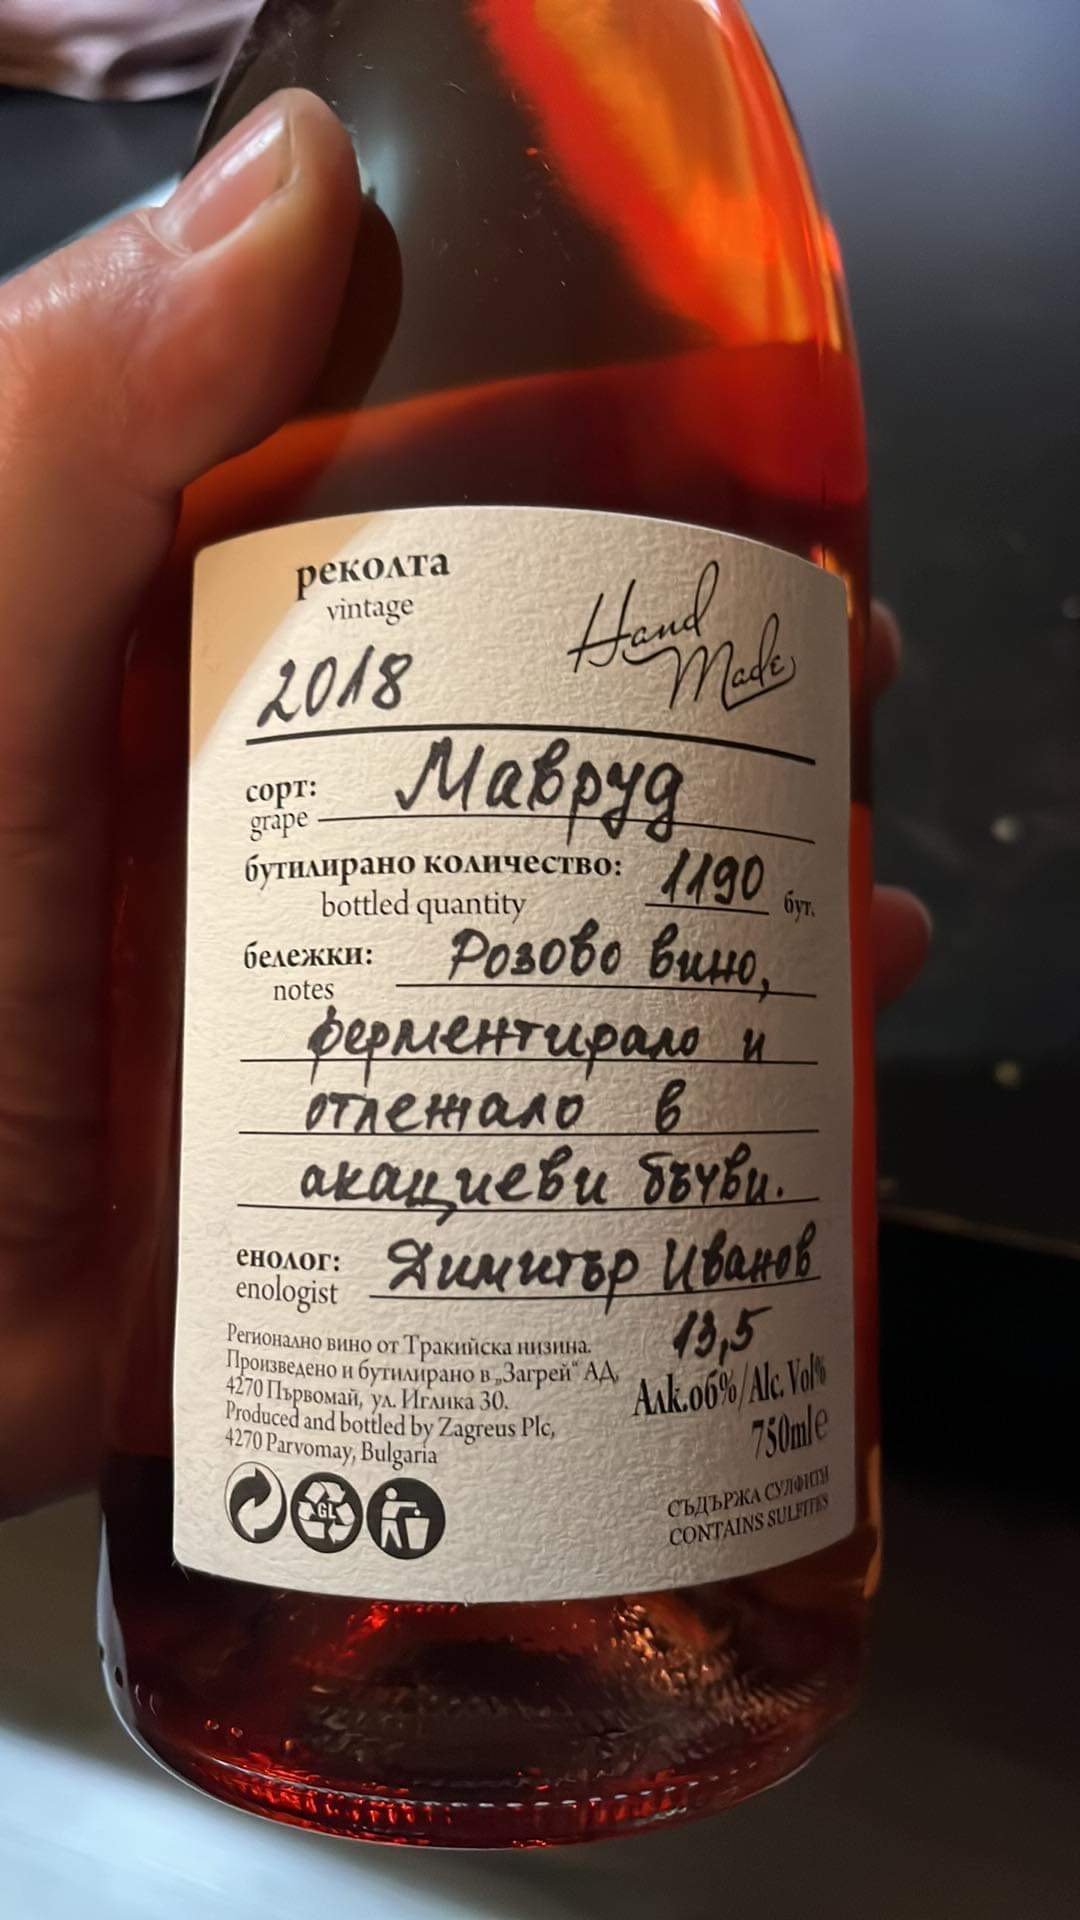 реколта
vintage
2018
Hand
Made
сорт: Мавруд
grape
бутилирано количество: 1190 бут.
bottled quantity
бележки: Розово вино,
notes
ферментирало и
отлежало в
акациеви бъчви.
енолог: Димитър Иванов
enologist
13,5
Алк.об%/Alc. Vol%
750ml e
Регионално вино от Тракийска низина.
Произведено и бутилирано в „Загрей“ АД,
4270 Първомай, ул. Иглика 30.
Produced and bottled by Zagreus Plc,
4270 Parvomay, Bulgaria
GL
СЪДЪРЖА СУЛФИТИ
CONTAINS SULFITES